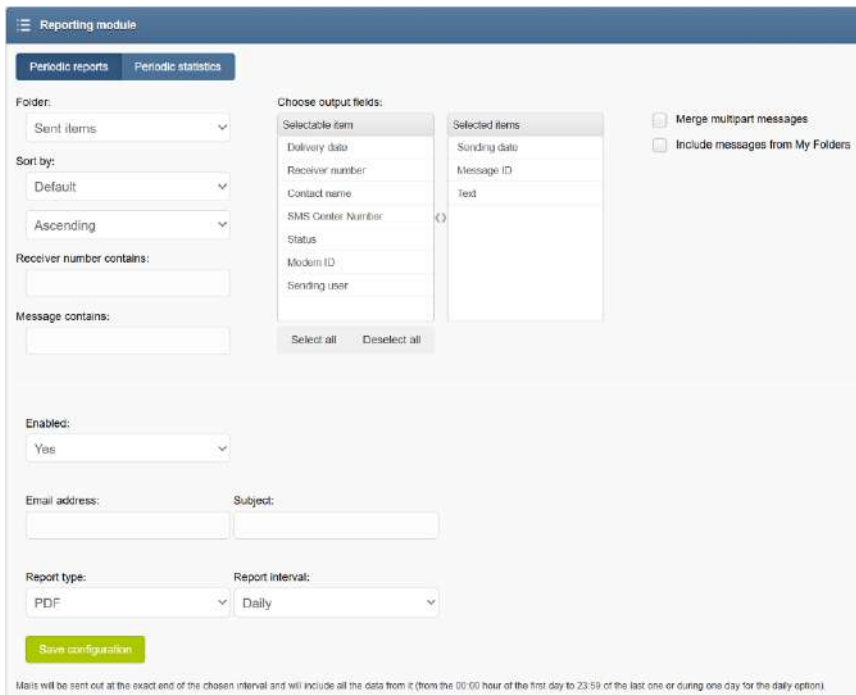 Reporting module
Periodic reports
Periodic statistics
Folder:
Sent items
Sort by:
Default
Ascending
Receiver number contains:
Message contains:
Choose output fields:
Selectable item
Delivery date
Receiver number
Contact name
SMS Center Number
Status
Modem ID
Sending user
Selected items
Sending date
Message ID
Text
Select all
Deselect all
Merge multipart messages
Include messages from My Folders
Enabled:
Yes
Email address:
Subject:
Report type:
PDF
Report interval:
Daily
Save configuration
Mails will be sent out at the exact end of the chosen interval and will include all the data from it (from the 00:00 hour of the first day to 23:59 of the last one or during one day for the daily option)